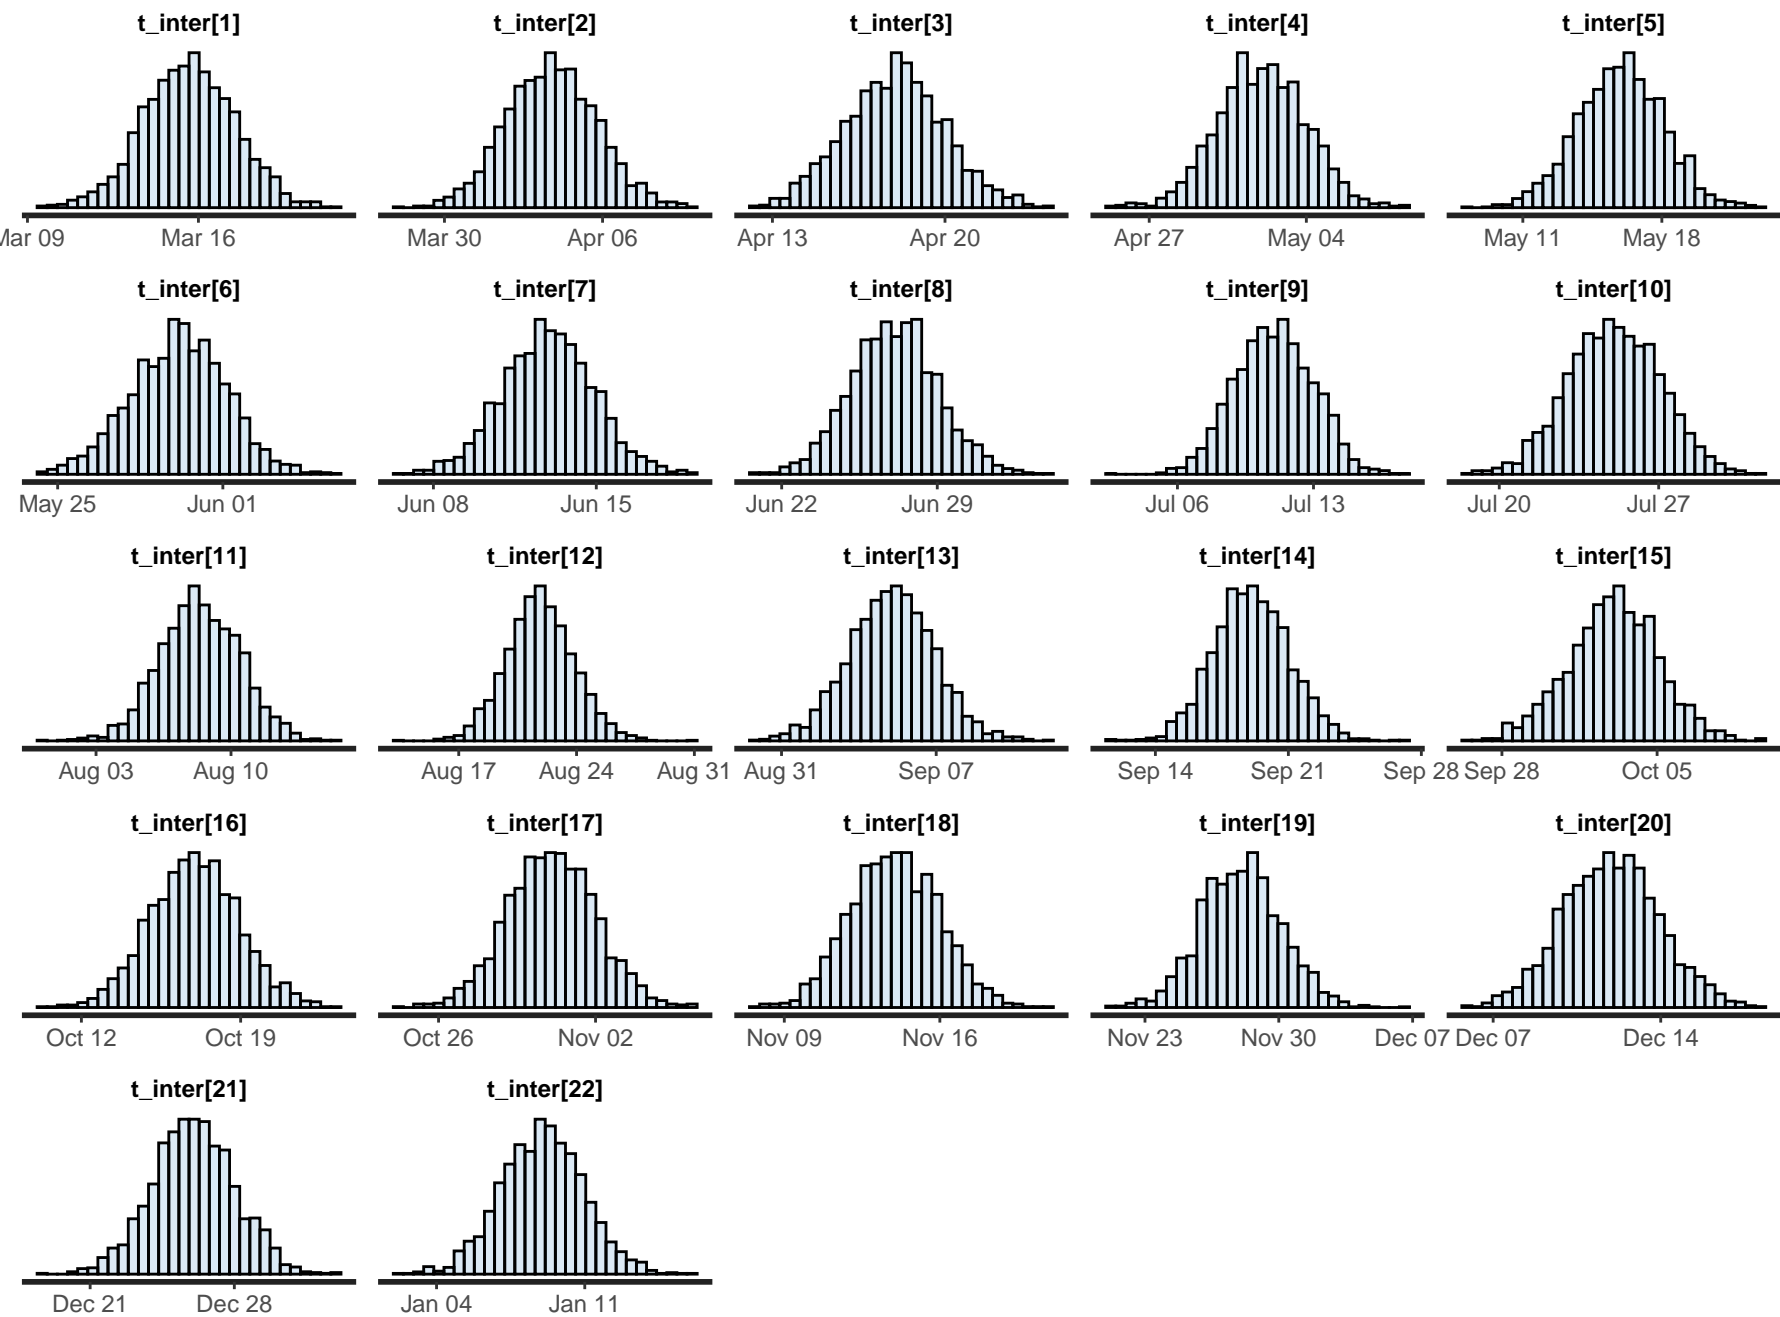 t_inter[1] t_inter[2] t_inter[3] t_inter[4] t_inter[5]
Mar 09 Mar 16 Mar 30 Apr 06 Apr 13 Apr 20 Apr 27 May 04 May 11 May 18
t_inter[6] t_inter[7] t_inter[8] t_inter[9] t_inter[10]
May 25 Jun 01 Jun 08 Jun 15 Jun 22 Jun 29 Jul 06 Jul 13 Jul 20 Jul 27
t_inter[11] t_inter[12] t_inter[13] t_inter[14] t_inter[15]
Aug 03 Aug 10 Aug 17 Aug 24 Aug 31 Aug 31 Sep 07 Sep 14 Sep 21 Sep 28 Sep 28 Oct 05
t_inter[16] t_inter[17] t_inter[18] t_inter[19] t_inter[20]
Oct 12 Oct 19 Oct 26 Nov 02 Nov 09 Nov 16 Nov 23 Nov 30 Dec 07 Dec 07 Dec 14
t_inter[21] t_inter[22]
Dec 21 Dec 28 Jan 04 Jan 11